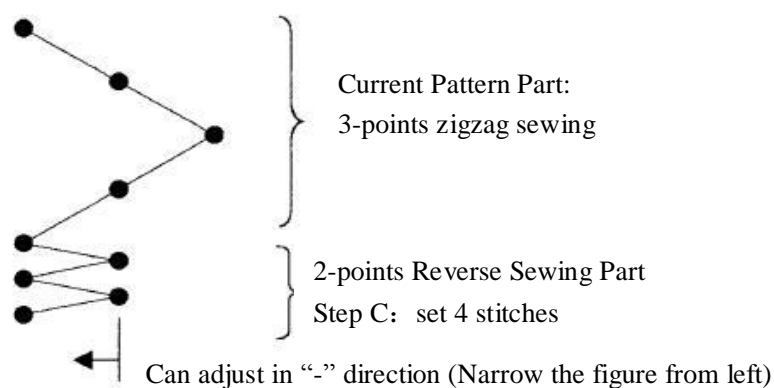 Current Pattern Part:
3-points zigzag sewing
2-points Reverse Sewing Part
Step C：set 4 stitches
Can adjust in “-” direction (Narrow the figure from left)